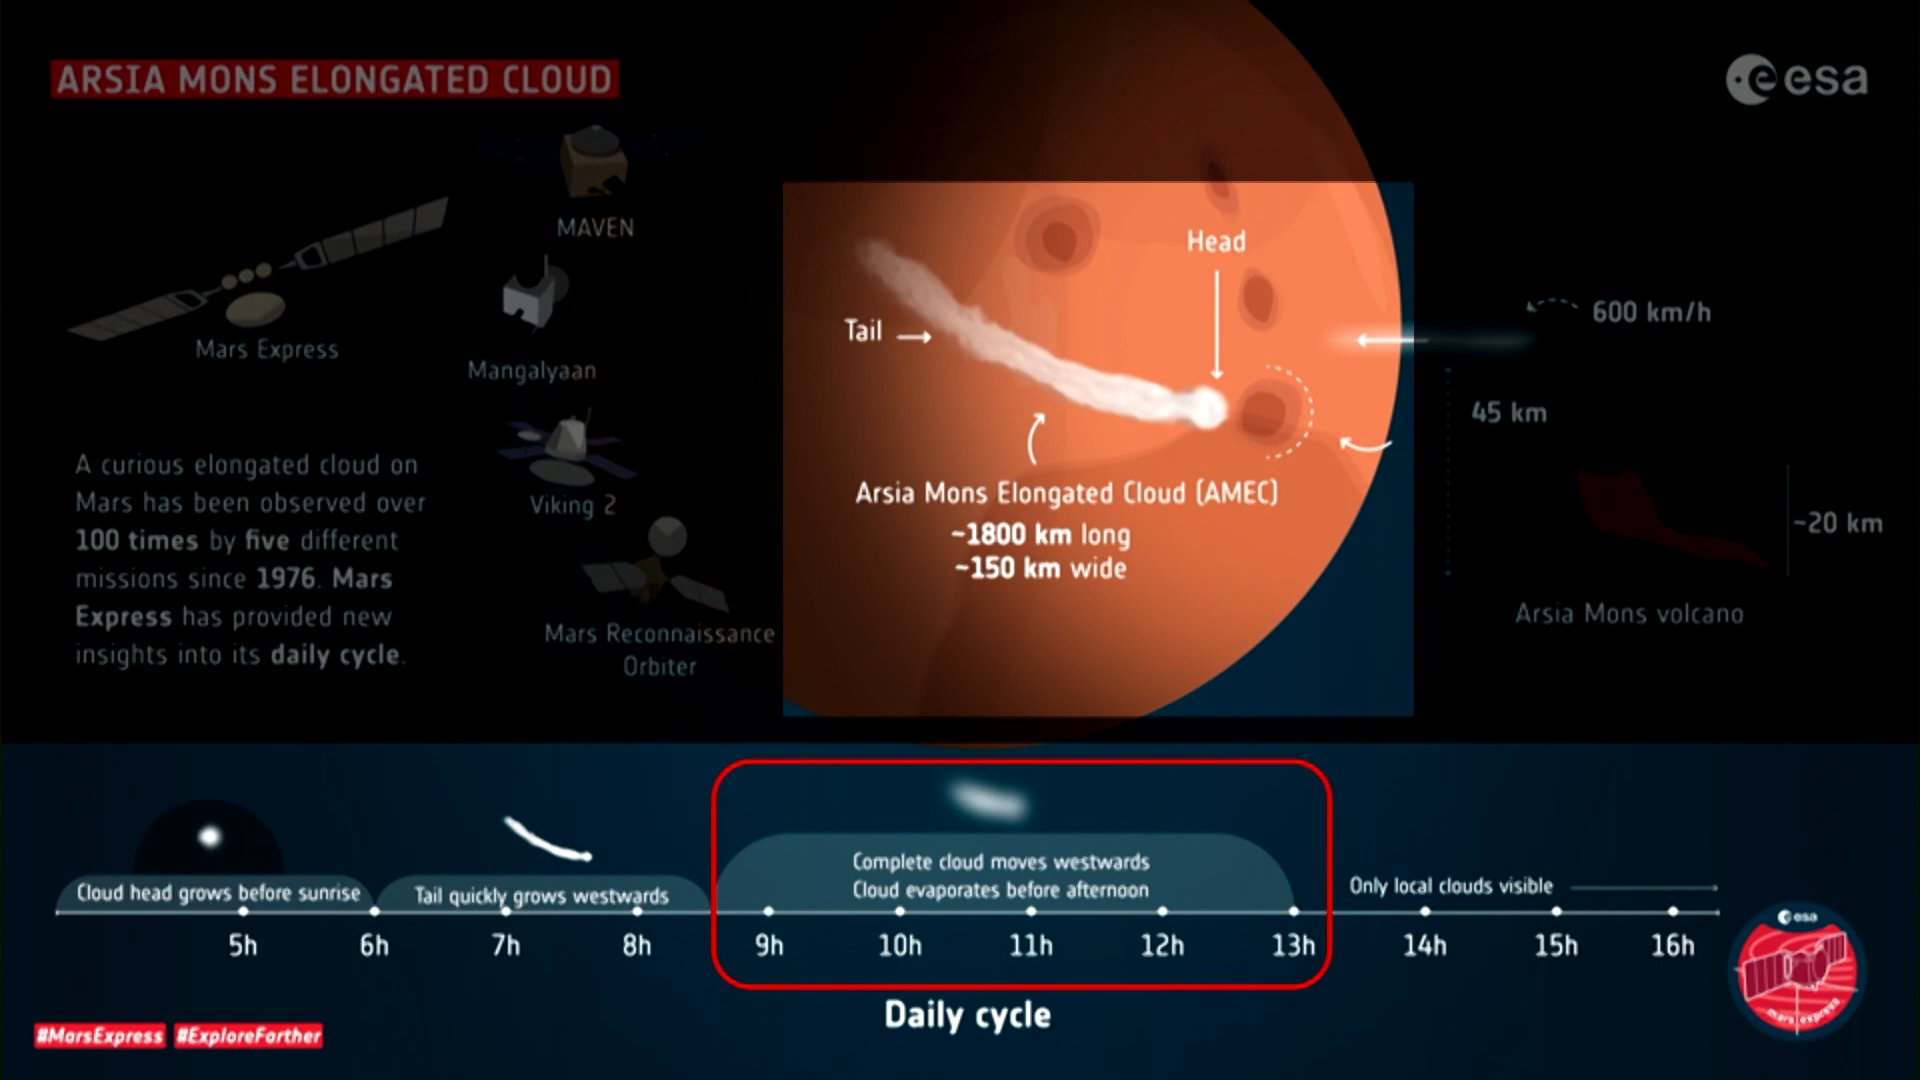 ARSIA MONS ELONGATED CLOUD
esa
MAVEN
Mars Express
Mangalyaan
Viking 2
Mars Reconnaissance
Orbiter
A curious elongated cloud on
Mars has been observed over
100 times by five different
missions since 1976. Mars
Express has provided new
insights into its daily cycle.
Head
Tail
Arsia Mons Elongated Cloud (AMEC)
~1800 km long
~150 km wide
600 km/h
45 km
~20 km
Arsia Mons volcano
Cloud head grows before sunrise
Tail quickly grows westwards
Complete cloud moves westwards
Cloud evaporates before afternoon
Only local clouds visible
5h 6h 7h 8h 9h 10h 11h 12h 13h 14h 15h 16h
Daily cycle
#MarsExpress #ExploreFarther
esa
mars express